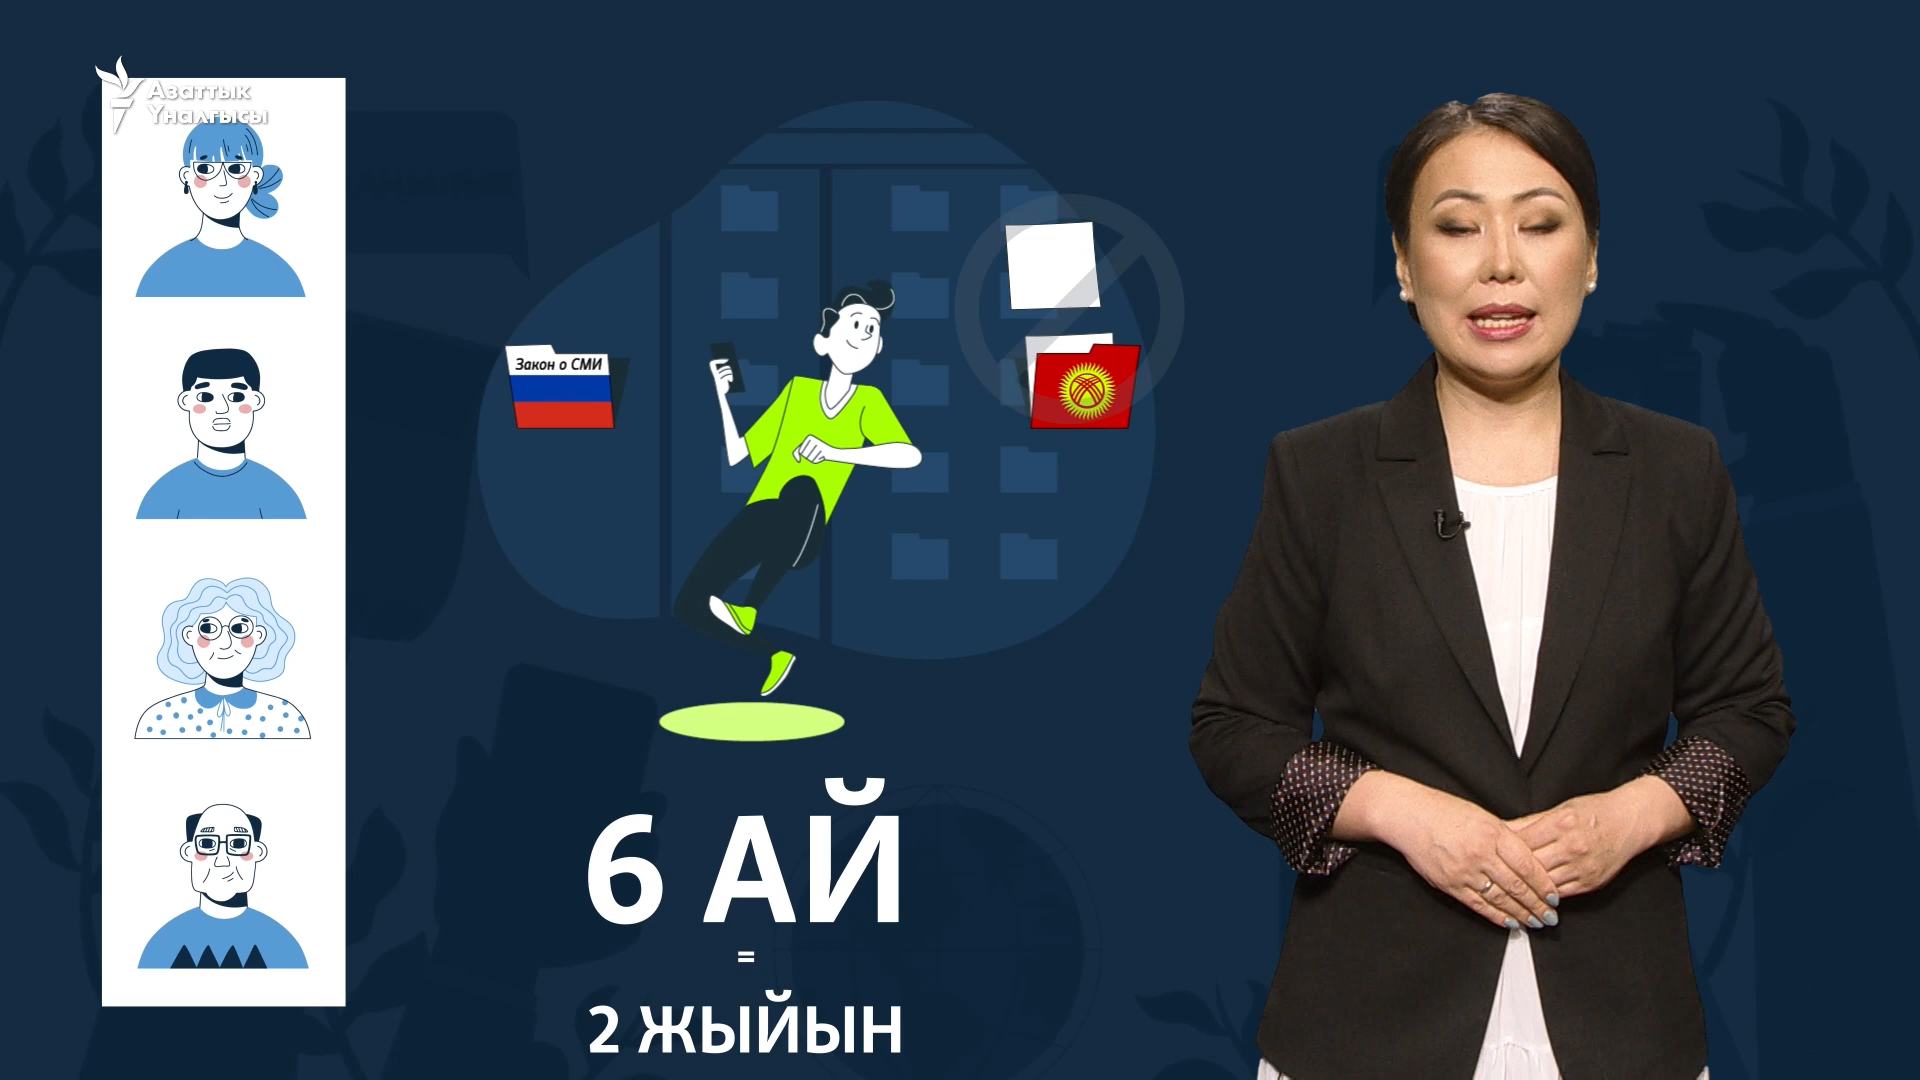 Азаттык
Үналгысы
Закон о СМИ
6 АЙ
=
2 ЖЫЙЫН